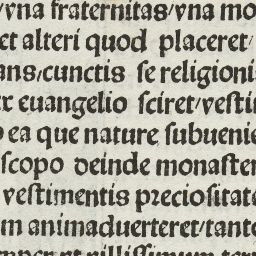 /vna fraternitas/vna mo
et alteri quod placeret/
ans/cunctis se religioni
euangelio sciret/vesti
ea que nature subuenie
scopo deinde monaster
vestimentis preciositate
m animaduerteret/tanto